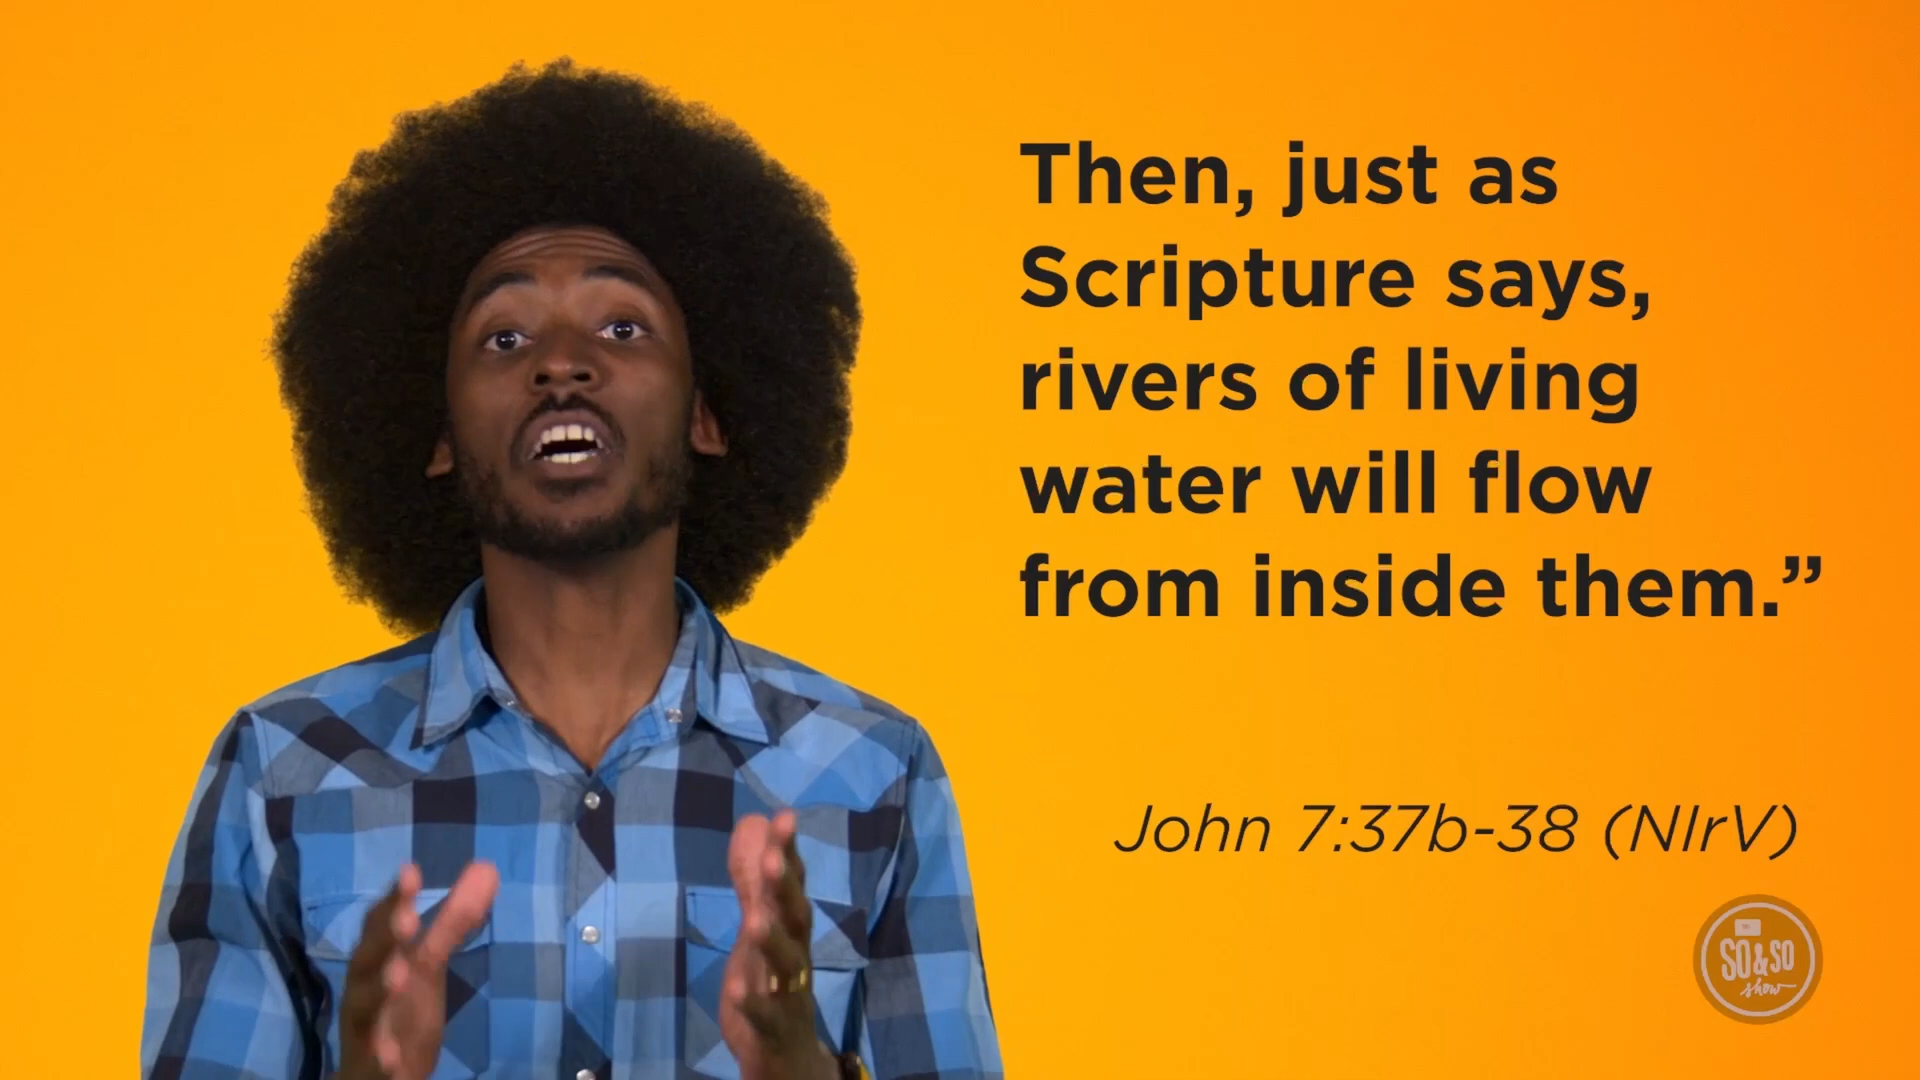 Then, just as
Scripture says,
rivers of living
water will flow
from inside them.”
John 7:37b-38 (NIrV)
SO&SO
show